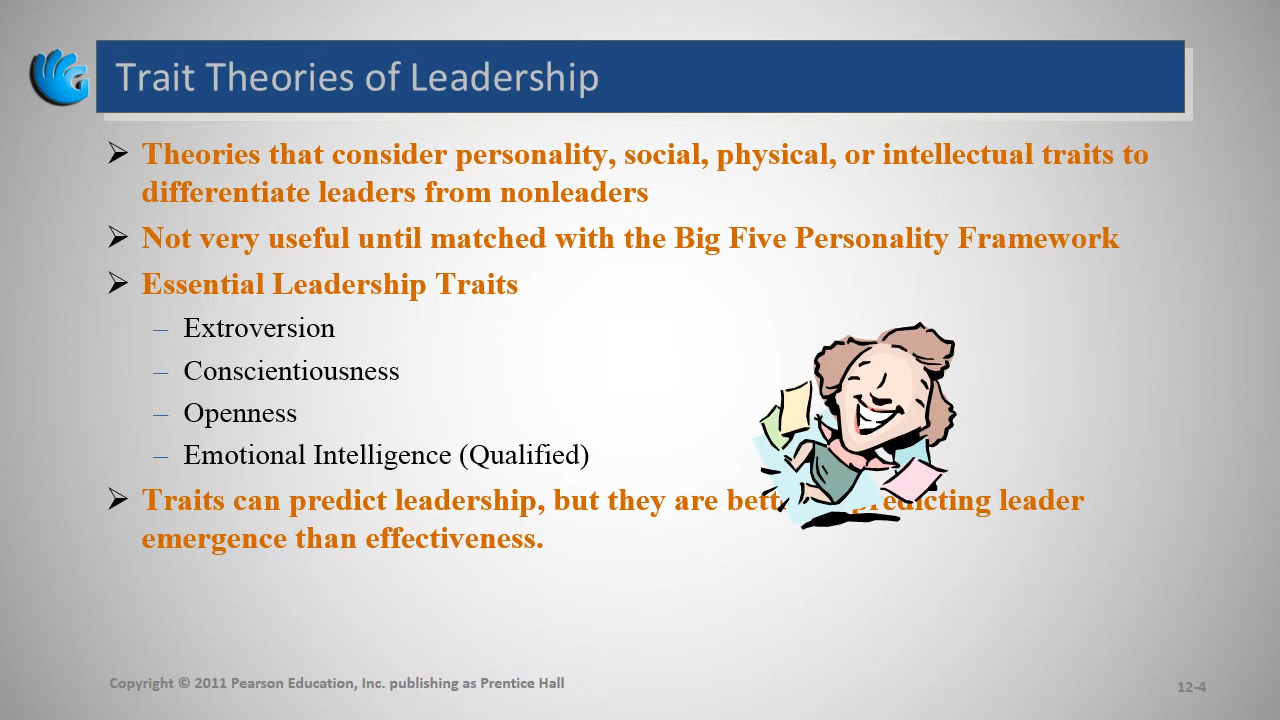 Trait Theories of Leadership
Theories that consider personality, social, physical, or intellectual traits to
differentiate leaders from nonleaders
Not very useful until matched with the Big Five Personality Framework
Essential Leadership Traits
– Extroversion
– Conscientiousness
– Openness
– Emotional Intelligence (Qualified)
Traits can predict leadership, but they are leader
emergence than effectiveness.
Copyright © 2011 Pearson Education, Inc. publishing as Prentice Hall
12-4